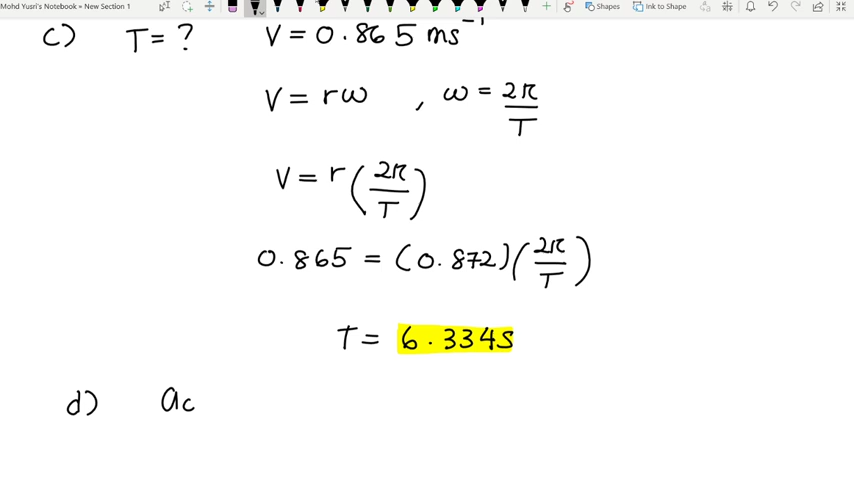 Mohd Yusri's Notebook » New Section 1
Shapes Ink to Shape
c) T = ? V = 0.865 ms⁻¹
V = rω , ω = 2π/T
V = r(2π/T)
0.865 = (0.872)(2π/T)
T = 6.334s
d) ac